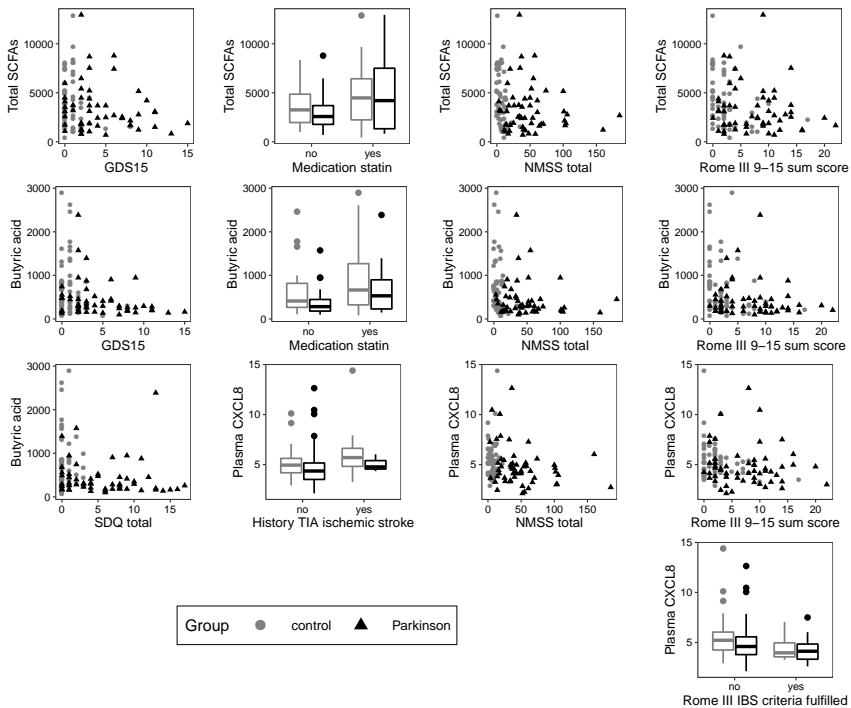 Total SCFAs
10000
5000
0
0 5 10 15
GDS15
Total SCFAs
10000
5000
0
no yes
Medication statin
Total SCFAs
10000
5000
0
0 50 100 150
NMSS total
Total SCFAs
10000
5000
0
0 5 10 15 20
Rome III 9−15 sum score
Butyric acid
3000
2000
1000
0
0 5 10 15
GDS15
Butyric acid
3000
2000
1000
0
no yes
Medication statin
Butyric acid
3000
2000
1000
0
0 50 100 150
NMSS total
Butyric acid
3000
2000
1000
0
0 5 10 15 20
Rome III 9−15 sum score
Butyric acid
3000
2000
1000
0
0 5 10 15
SDQ total
Plasma CXCL8
15
10
5
no yes
History TIA ischemic stroke
Plasma CXCL8
15
10
5
0 50 100 150
NMSS total
Plasma CXCL8
15
10
5
0 5 10 15 20
Rome III 9−15 sum score
Plasma CXCL8
15
10
5
no yes
Rome III IBS criteria fulfilled
Group control Parkinson